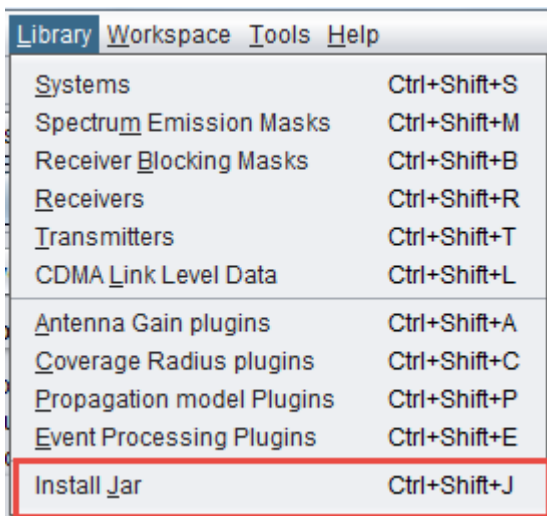 Library Workspace Tools Help
Systems Ctrl+Shift+S
Spectrum Emission Masks Ctrl+Shift+M
Receiver Blocking Masks Ctrl+Shift+B
Receivers Ctrl+Shift+R
Transmitters Ctrl+Shift+T
CDMA Link Level Data Ctrl+Shift+L
Antenna Gain plugins Ctrl+Shift+A
Coverage Radius plugins Ctrl+Shift+C
Propagation model Plugins Ctrl+Shift+P
Event Processing Plugins Ctrl+Shift+E
Install Jar Ctrl+Shift+J